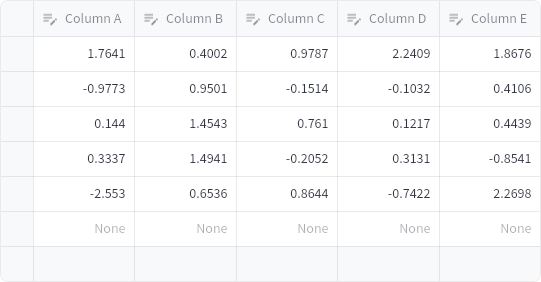 Column A Column B Column C Column D Column E
1.7641 0.4002 0.9787 2.2409 1.8676
-0.9773 0.9501 -0.1514 -0.1032 0.4106
0.144 1.4543 0.761 0.1217 0.4439
0.3337 1.4941 -0.2052 0.3131 -0.8541
-2.553 0.6536 0.8644 -0.7422 2.2698
None None None None None